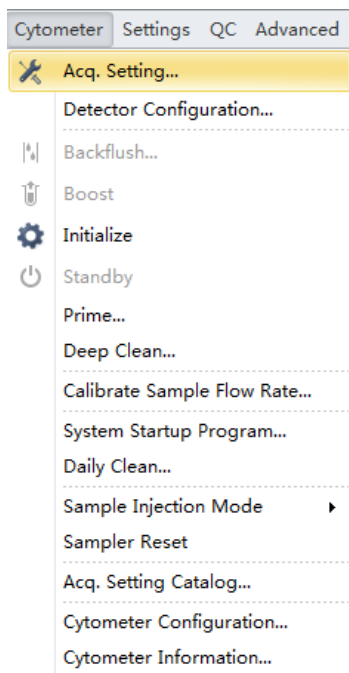 Cytometer Settings QC Advanced
Acq. Setting...
Detector Configuration...
Backflush...
Boost
Initialize
Standby
Prime...
Deep Clean...
Calibrate Sample Flow Rate...
System Startup Program...
Daily Clean...
Sample Injection Mode
Sampler Reset
Acq. Setting Catalog...
Cytometer Configuration...
Cytometer Information...